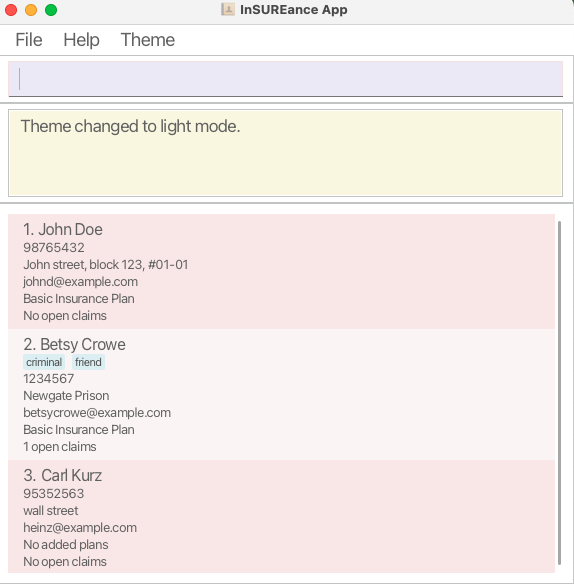 InSUREance App
File Help Theme
Theme changed to light mode.
1. John Doe
98765432
John street, block 123, #01-01
johnd@example.com
Basic Insurance Plan
No open claims
2. Betsy Crowe
criminal friend
1234567
Newgate Prison
betsycrowe@example.com
Basic Insurance Plan
1 open claims
3. Carl Kurz
95352563
wall street
heinz@example.com
No added plans
No open claims